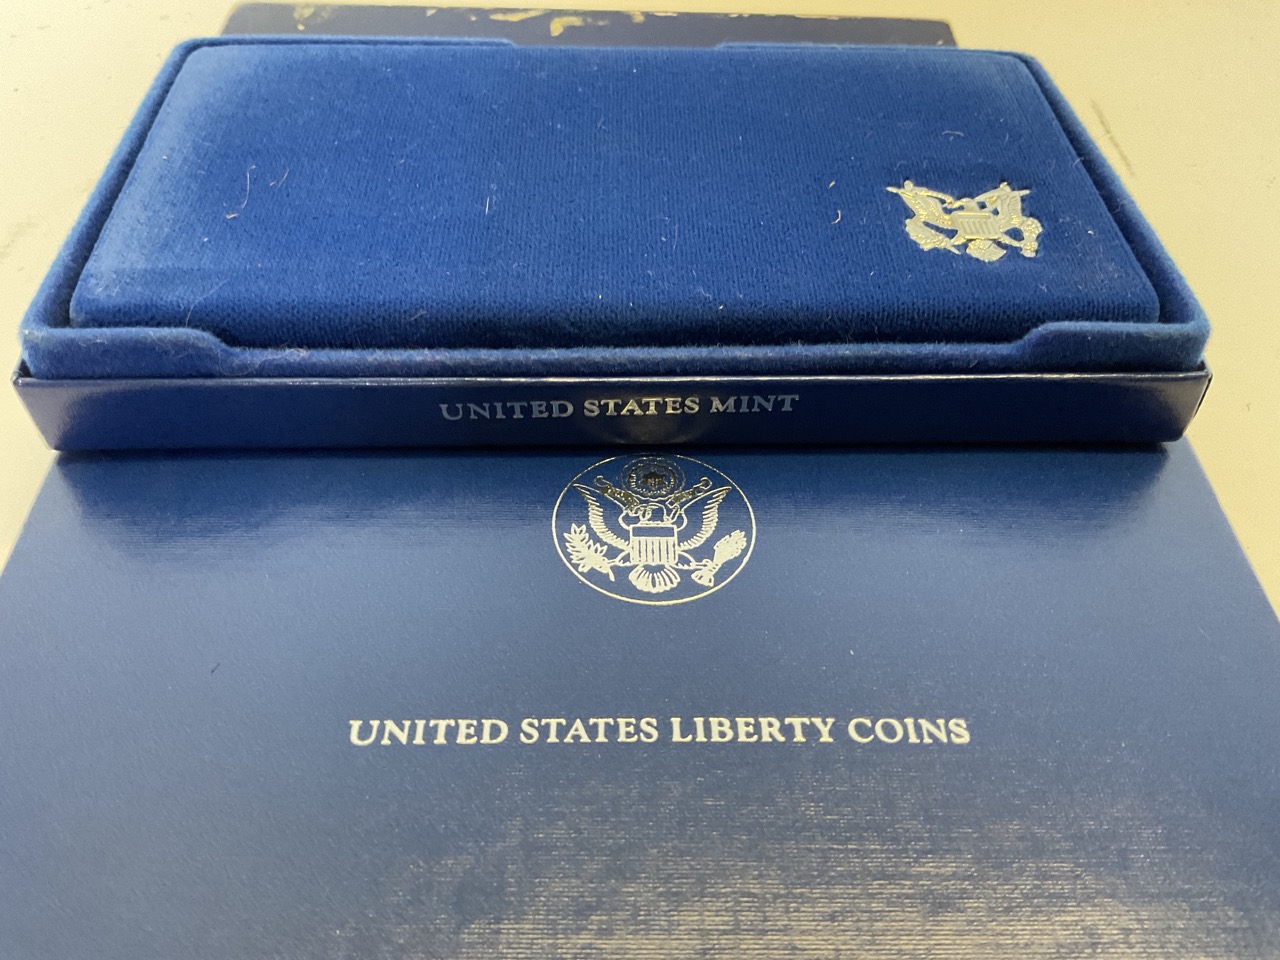 UNITED STATES MINT
UNITED STATES LIBERTY COINS